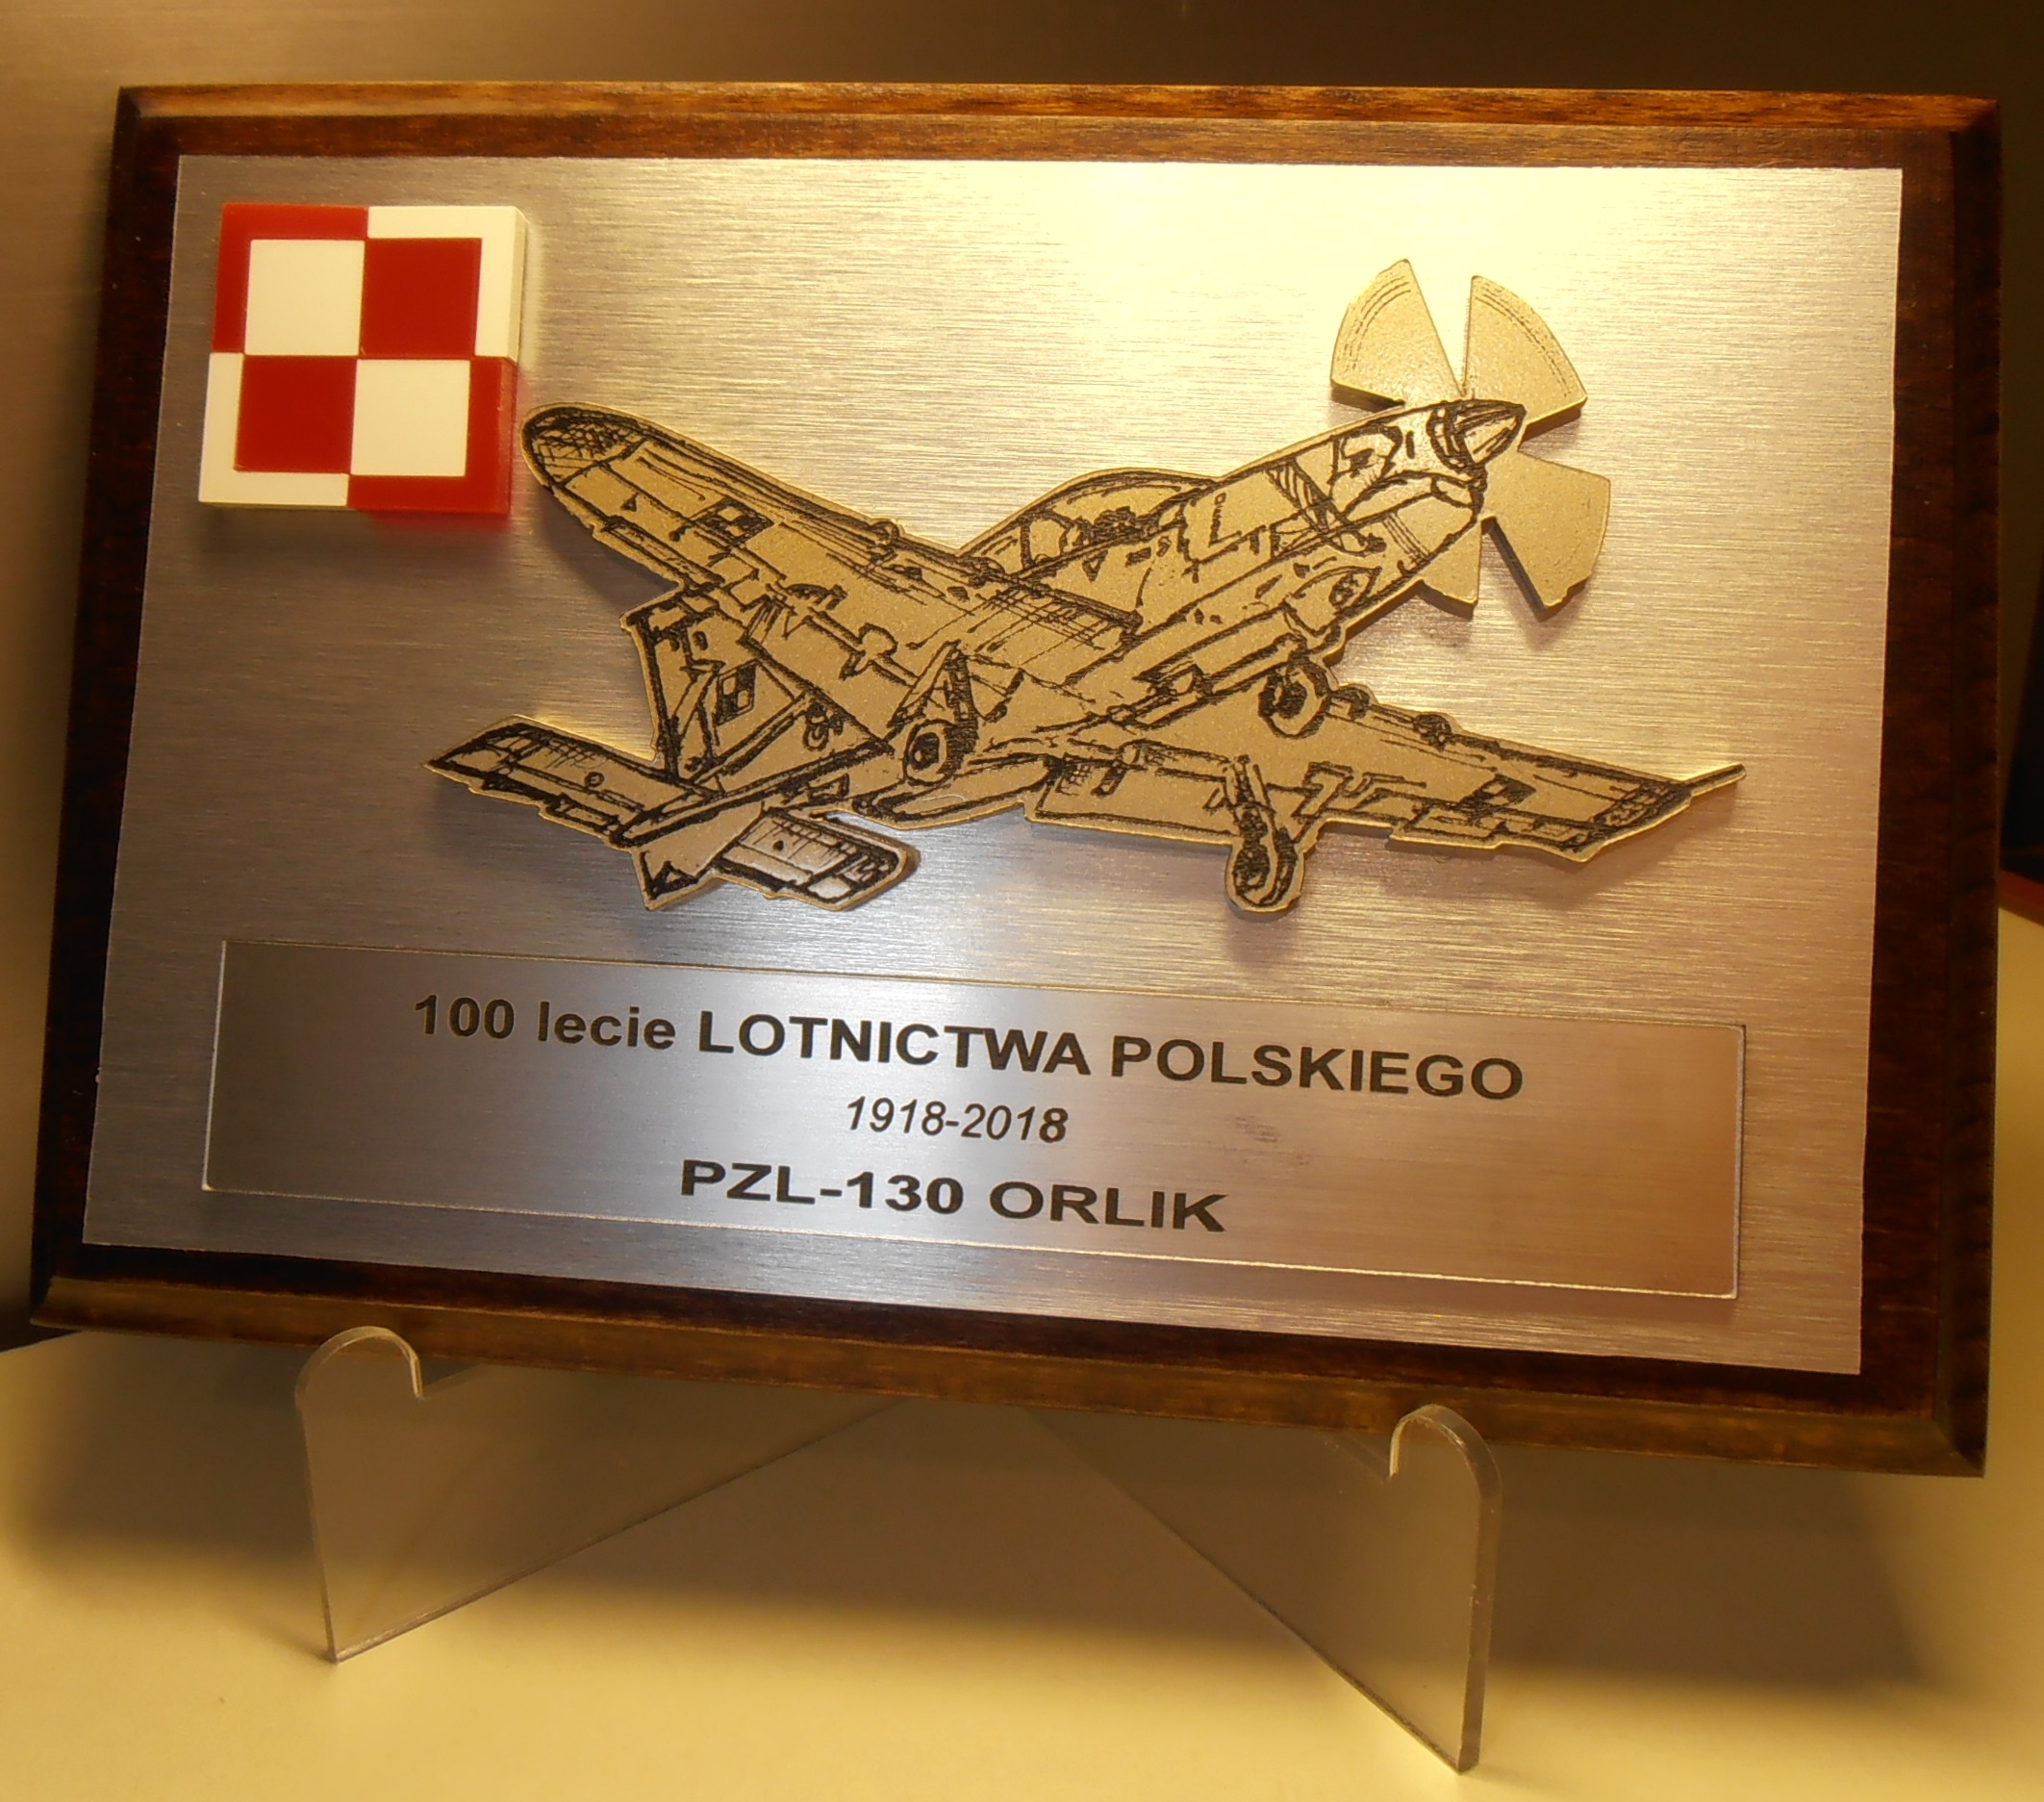 100 lecie LOTNICTWA POLSKIEGO
1918-2018
PZL-130 ORLIK